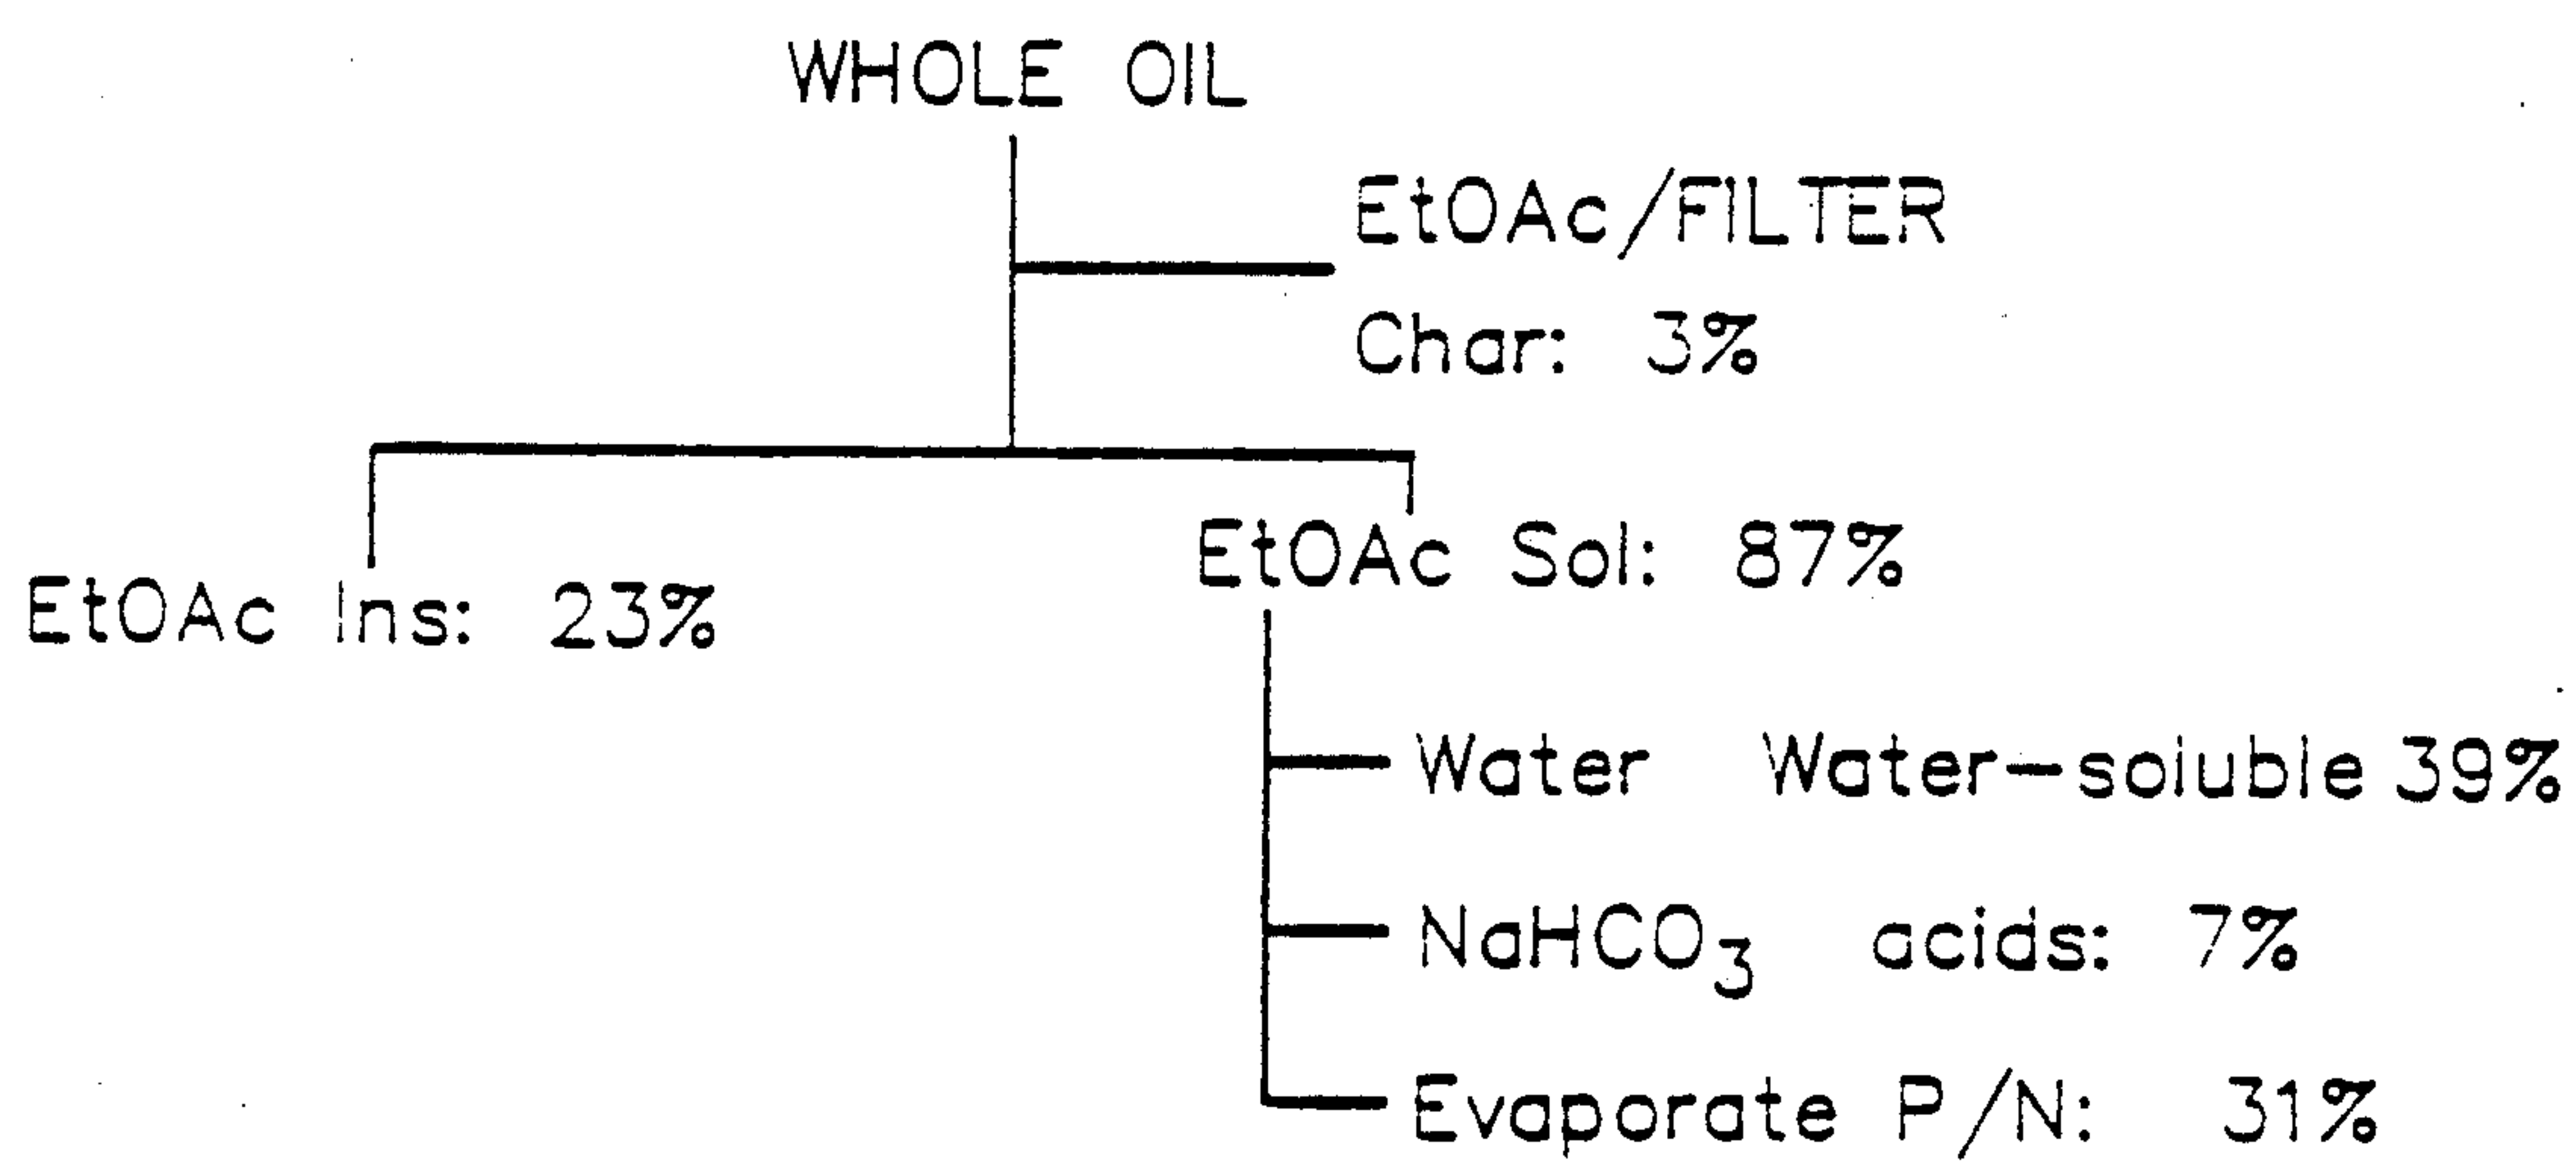 WHOLE OIL
EtOAc/FILTER
Char: 3%
EtOAc Sol: 87%
EtOAc Ins: 23%
Water Water-soluble 39%
NaHCO₃ acids: 7%
Evaporate P/N: 31%